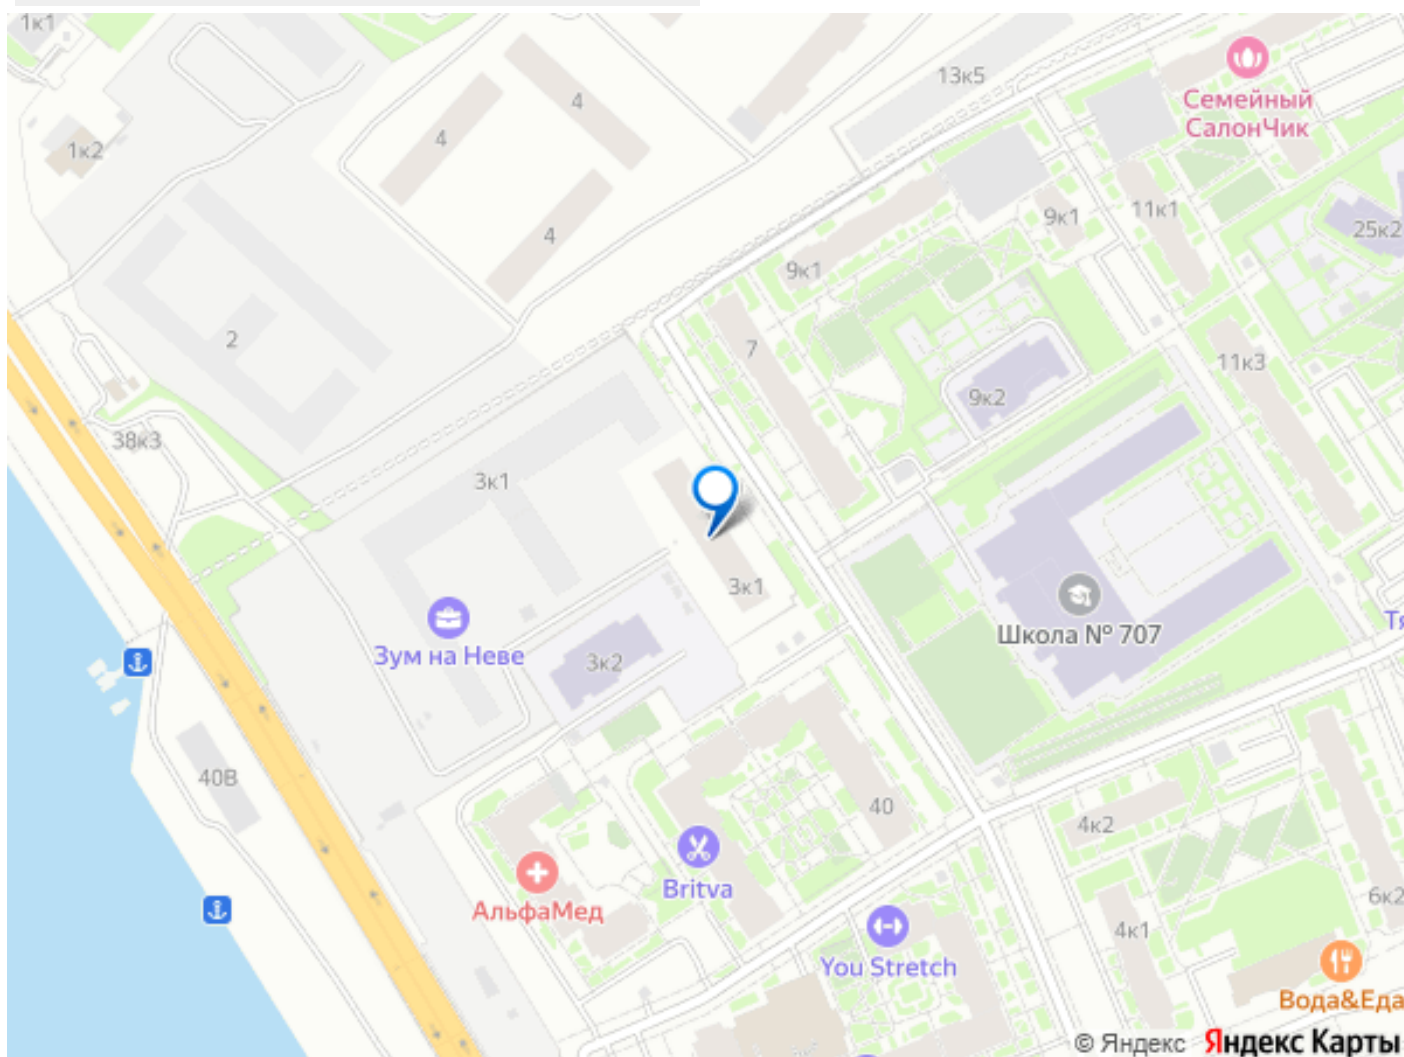 1к1
13к5
4
Семейный
СалонЧик
4
1к2
4
9к1
11к1
25к2
9к1
2
7
11к3
9к2
38к3
3к1
3к1
Школа № 707
Тя
Зум на Неве
3к2
40В
40
4к2
Britva
6к2
АльфаМед
4к1
You Stretch
Вода&Еда
© Яндекс Яндекс Карты